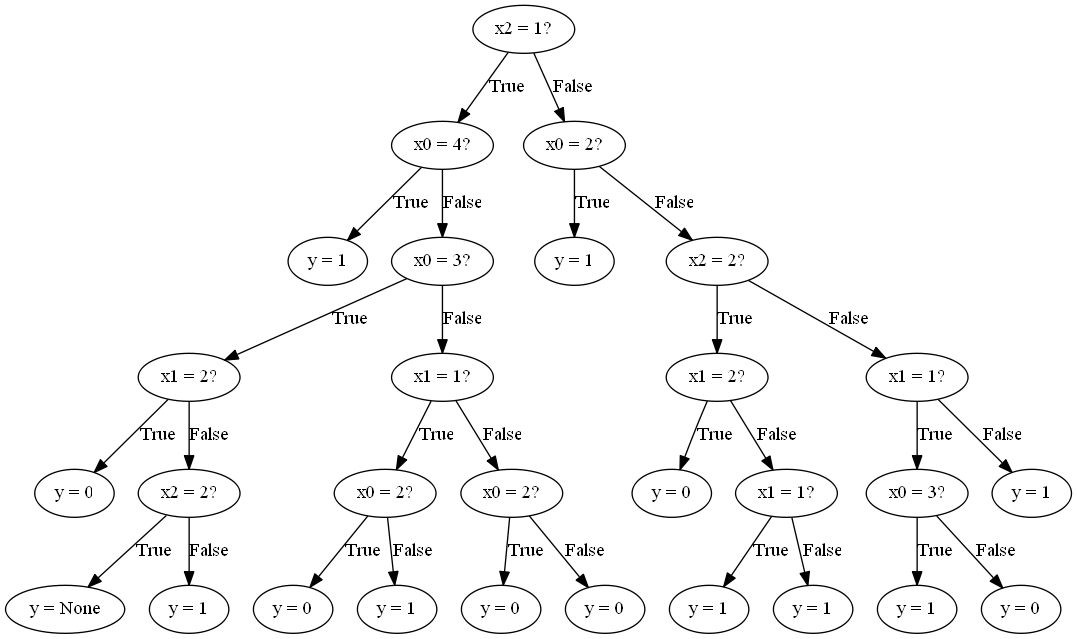 x2 = 1?
True
False
x0 = 4?
x0 = 2?
True
False
True
False
y = 1
x0 = 3?
y = 1
x2 = 2?
True
False
True
False
x1 = 2?
x1 = 1?
x1 = 2?
x1 = 1?
True
False
True
False
True
False
True
False
y = 0
x2 = 2?
x0 = 2?
x0 = 2?
y = 0
x1 = 1?
x0 = 3?
y = 1
True
False
True
False
True
False
True
False
True
False
y = None
y = 1
y = 0
y = 1
y = 0
y = 0
y = 1
y = 1
y = 1
y = 0